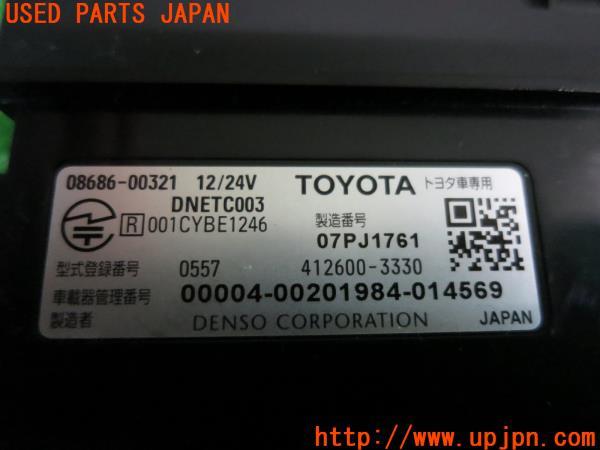 USED PARTS JAPAN
08686-00321 12/24V TOYOTA トヨタ車専用
DNETC003
R 001CYBE1246 製造番号
07PJ1761
型式登録番号 0557 412600-3330
車載器管理番号 00004-00201984-014569
製造者 DENSO CORPORATION JAPAN
http://www.upjpn.com/